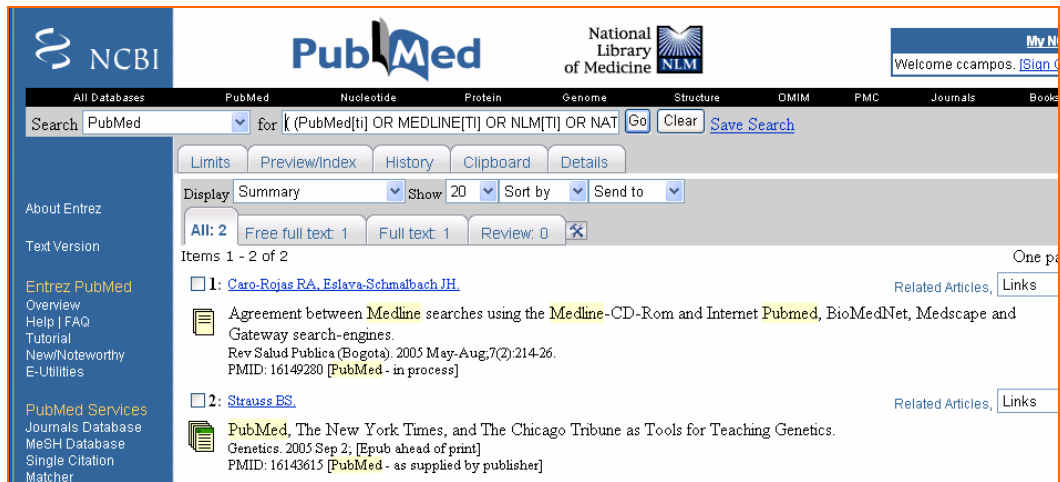 NCBI
PubMed
National
Library
of Medicine NLM
My N
Welcome ccampos. [Sign
All Databases PubMed Nucleotide Protein Genome Structure OMIM PMC Journals Books
Search PubMed for ( (PubMed[ti] OR MEDLINE[TI] OR NLM[TI] OR NAT Go Clear Save Search
Limits Preview/Index History Clipboard Details
Display Summary Show 20 Sort by Send to
All: 2 Free full text: 1 Full text: 1 Review: 0
Items 1 - 2 of 2 One pa
1: Caro-Rojas RA, Eslava-Schmalbach JH. Related Articles, Links
Agreement between Medline searches using the Medline-CD-Rom and Internet Pubmed, BioMedNet, Medscape and
Gateway search-engines.
Rev Salud Publica (Bogota). 2005 May-Aug;7(2):214-26.
PMID: 16149280 [PubMed - in process]
2: Strauss BS. Related Articles, Links
PubMed, The New York Times, and The Chicago Tribune as Tools for Teaching Genetics.
Genetics. 2005 Sep 2; [Epub ahead of print]
PMID: 16143615 [PubMed - as supplied by publisher]
About Entrez
Text Version
Entrez PubMed
Overview
Help | FAQ
Tutorial
New/Noteworthy
E-Utilities
PubMed Services
Journals Database
MeSH Database
Single Citation
Matcher